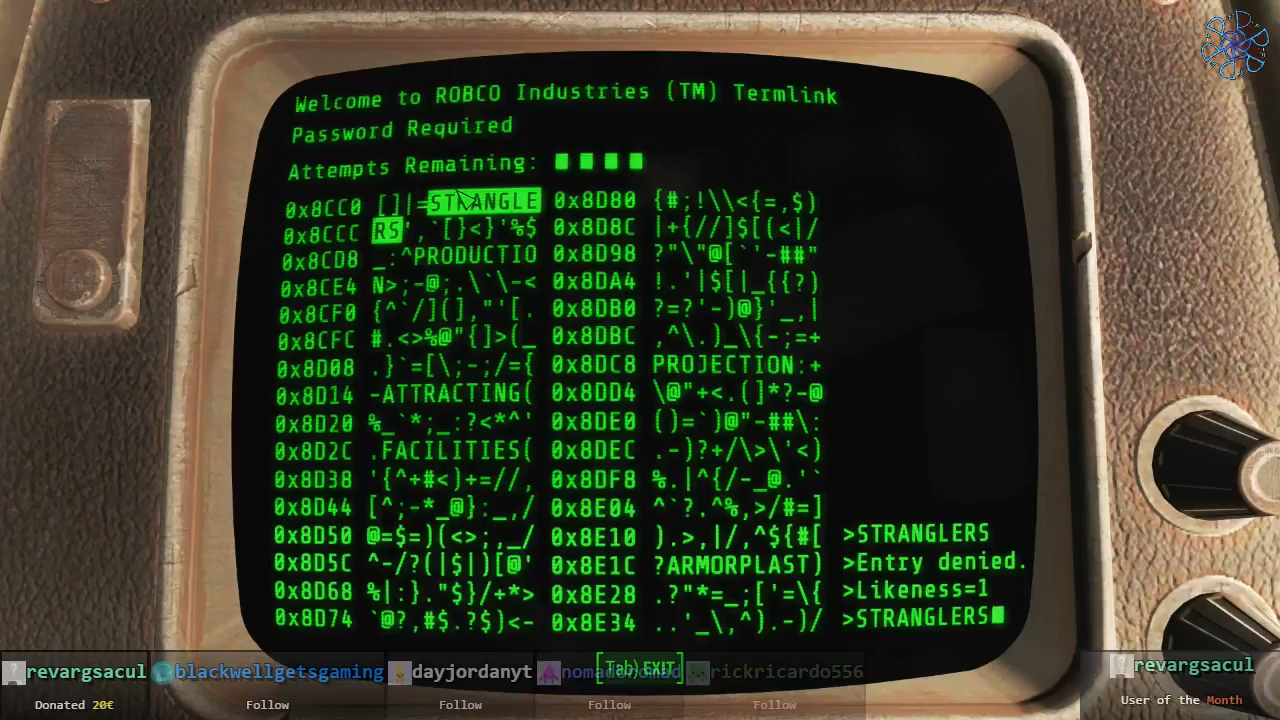 Welcome to ROBCO Industries (TM) Termlink
Password Required
Attempts Remaining: ■ ■ ■ ■
0x8CC0 []|=STRANGLE 0x8D80 {#;!\\<{=,$)
0x8CCC RS',`[}<}'%$ 0x8D8C |+{//]$[(<|/
0x8CD8 _:^PRODUCTIO 0x8D98 ?"\"@[`'-##"
0x8CE4 N>;-@;.\`\-< 0x8DA4 !.'|$[|_{{?)
0x8CF0 {^`/](],"'[. 0x8DB0 ?=?'-)@}'_,|
0x8CFC #.<>%@"{]>(_ 0x8DBC ,^\.)_\{-;=+
0x8D08 .}`=[\;-;/={ 0x8DC8 PROJECTION:+
0x8D14 -ATTRACTING( 0x8DD4 \@"+<.(]*?-@
0x8D20 %_`*;_:?<*^' 0x8DE0 ()=`)@"-##\:
0x8D2C .FACILITIES( 0x8DEC .-)?+/\>\'<)
0x8D38 '{^+#<)+=//, 0x8DF8 %.|^{/-_@.'`
0x8D44 [^;-*_@}:_,/ 0x8E04 ^`?.^%,>/#=]
0x8D50 @=$=)(<>;,_/ 0x8E10 ).>,|/,^${#[ >STRANGLERS
0x8D5C ^-/?(|$|)[@' 0x8E1C ?ARMORPLAST) >Entry denied.
0x8D68 %|:}."$}/+*> 0x8E28 .?"*=_;['=\{ >Likeness=1
0x8D74 `@?,#$.?$)<- 0x8E34 ..'_\,^).-)/ >STRANGLERS■
[Tab) EXIT]
revargsacul blackwellgetsgaming dayjordanyt rickricardo556 revargsacul
Donated 20€ Follow Follow Follow Follow User of the Month